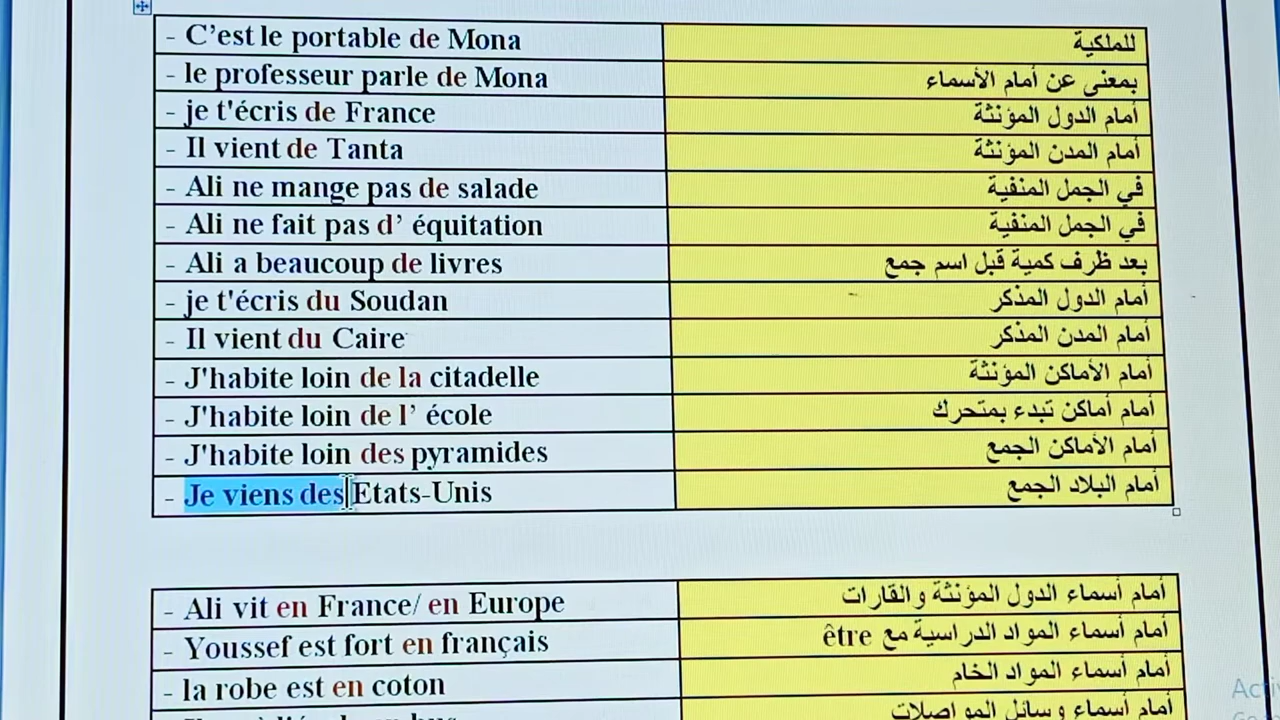 - C’est le portable de Mona للملكية
- le professeur parle de Mona بمعنى عن أمام الأسماء
- je t'écris de France أمام الدول المؤنثة
- Il vient de Tanta أمام المدن المؤنثة
- Ali ne mange pas de salade في الجمل المنفية
- Ali ne fait pas d’ équitation في الجمل المنفية
- Ali a beaucoup de livres بعد ظرف كمية قبل اسم جمع
- je t'écris du Soudan أمام الدول المذكر
- Il vient du Caire أمام المدن المذكر
- J'habite loin de la citadelle أمام الأماكن المؤنثة
- J'habite loin de l’ école أمام أماكن تبدء بمتحرك
- J'habite loin des pyramides أمام الأماكن الجمع
- Je viens des Etats-Unis أمام البلاد الجمع
- Ali vit en France/ en Europe أمام أسماء الدول المؤنثة والقارات
- Youssef est fort en français أمام أسماء المواد الدراسية مع être
- la robe est en coton أمام أسماء المواد الخام
أمام أسماء وسائل المواصلات